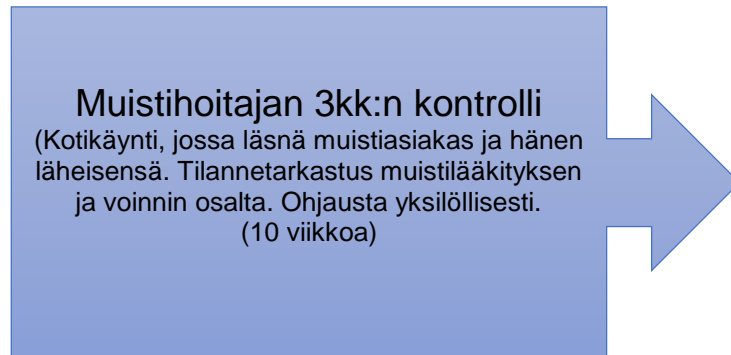 Muistihoitajan 3kk:n kontrolli
(Kotikäynti, jossa läsnä muistiasiakas ja hänen
läheisensä. Tilannetarkastus muistilääkityksen
ja voinnin osalta. Ohjausta yksilöllisesti.
(10 viikkoa)